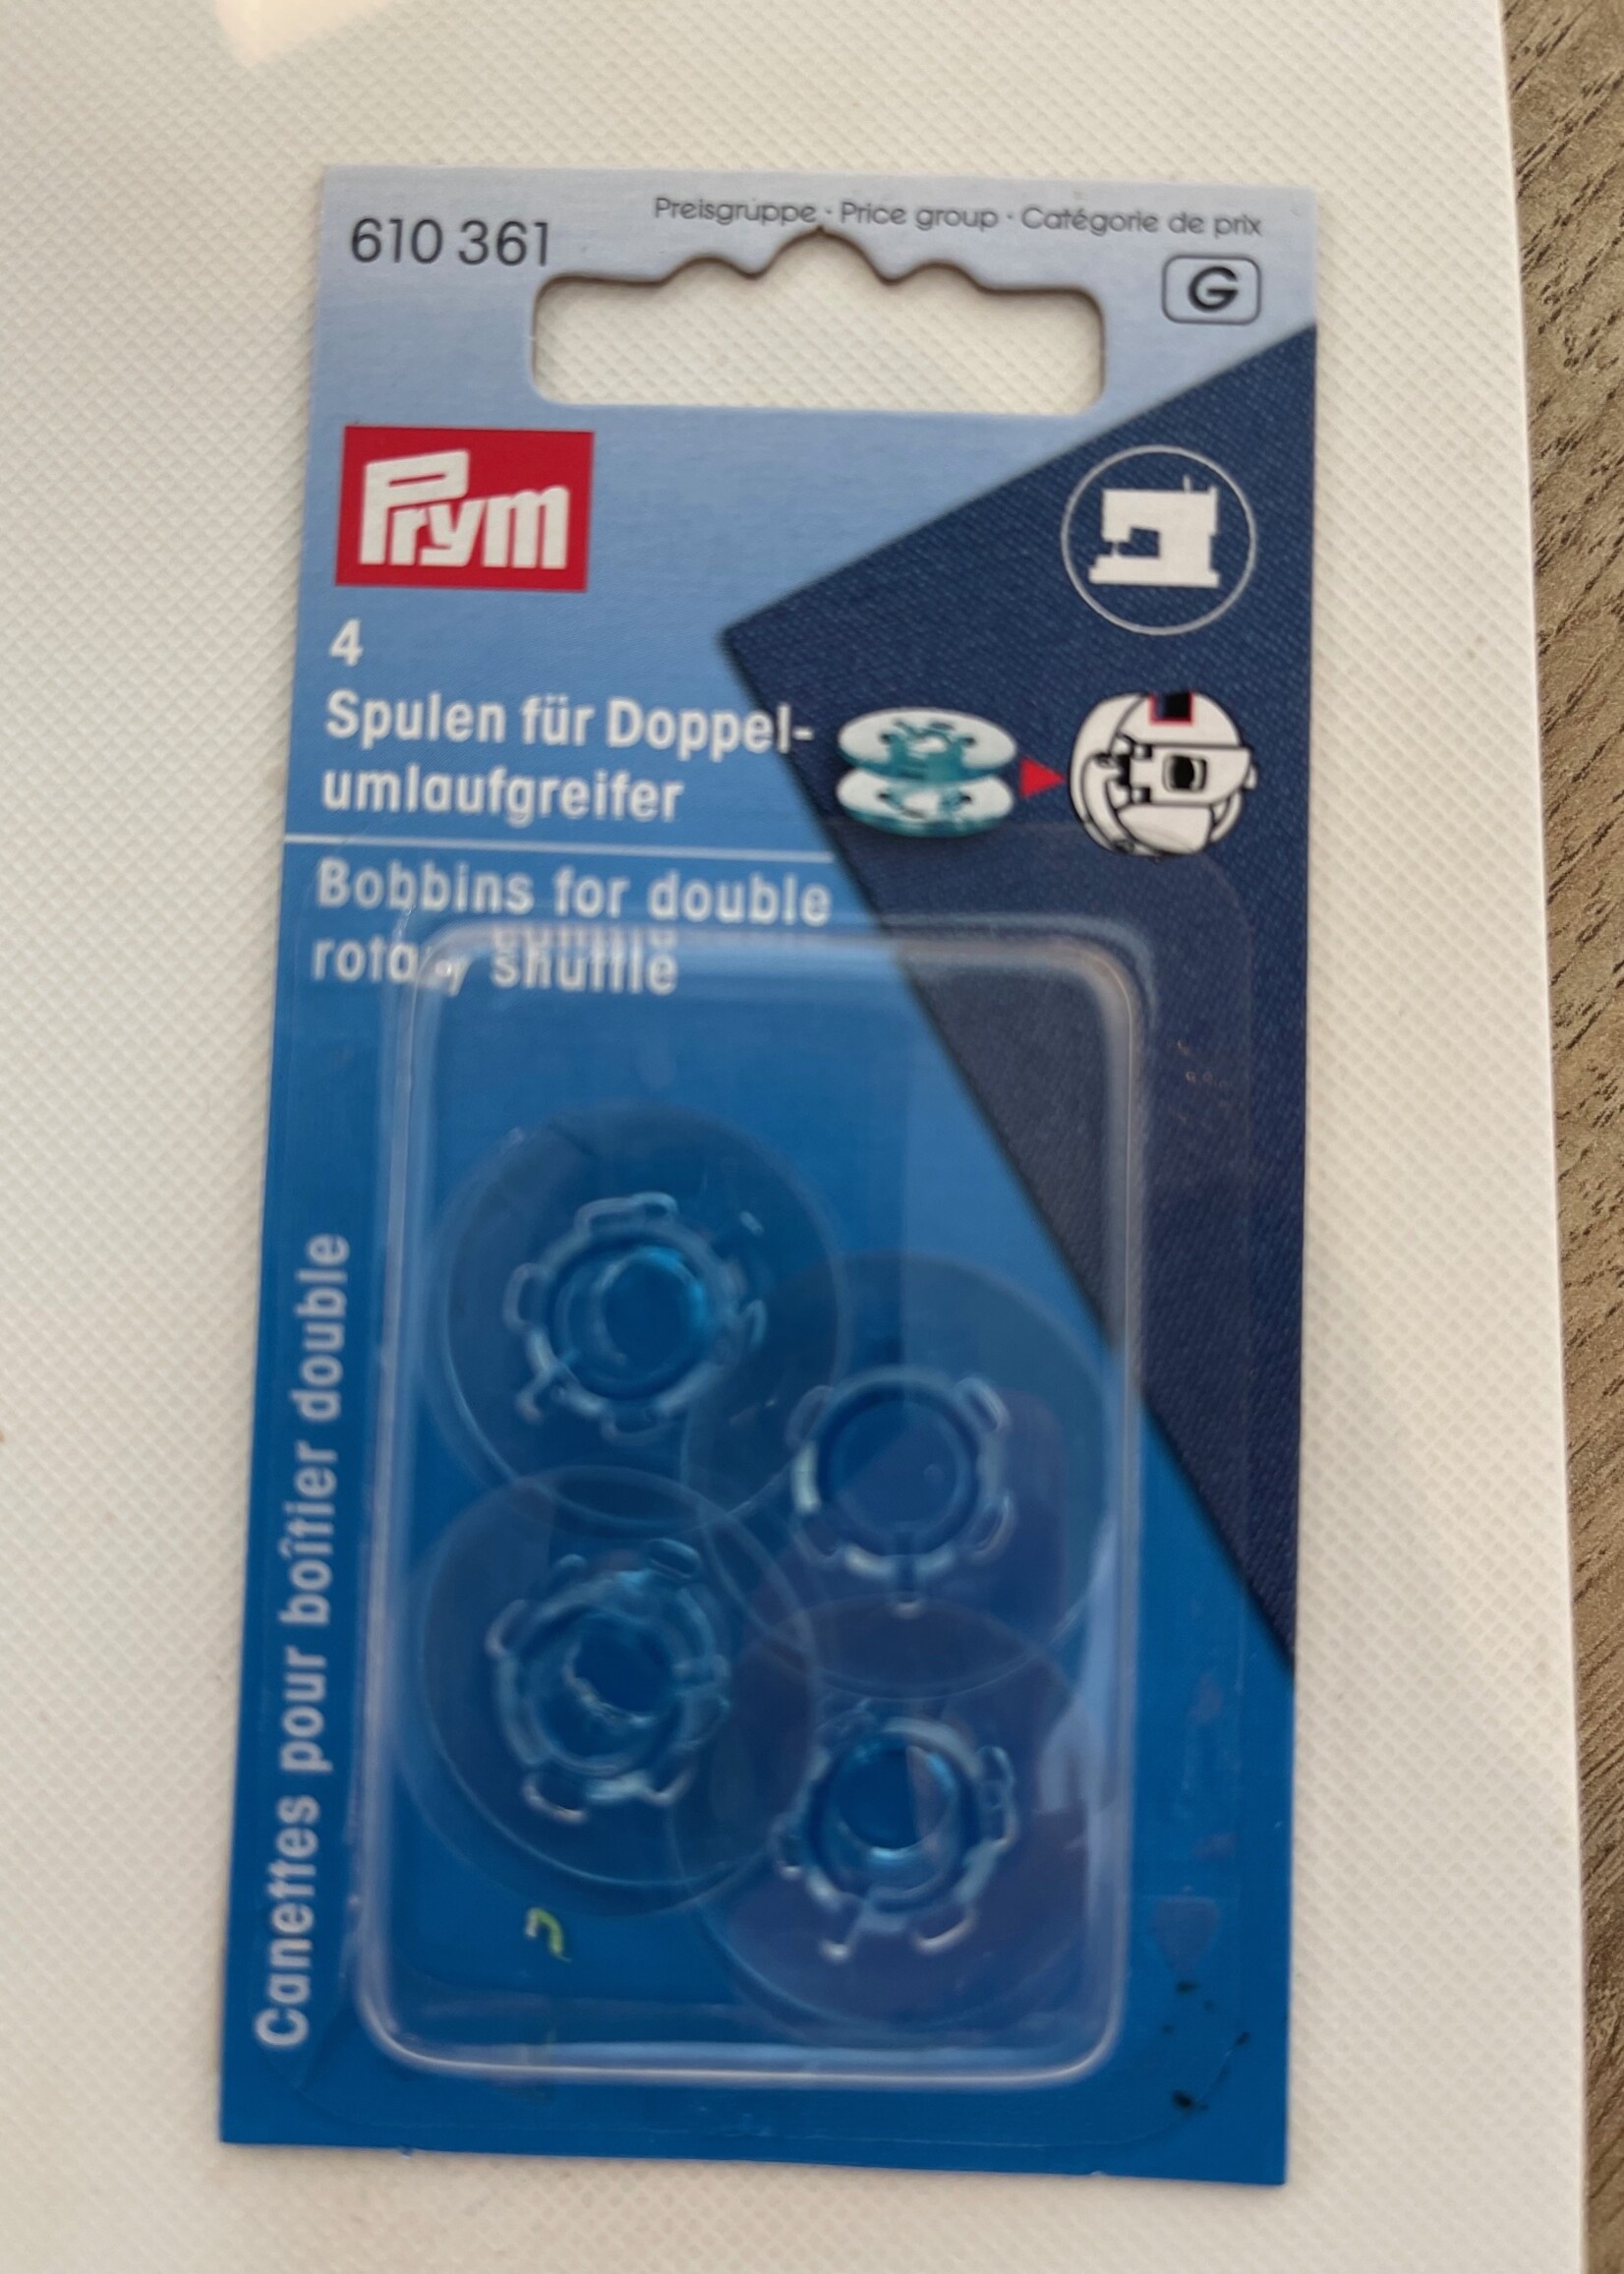 610 361
Preisgruppe · Price group · Catégorie de prix
G
Prym
4
Spulen für Doppel-
umlaufgreifer
Bobbins for double
rotary shuttle
Canettes pour boîtier double